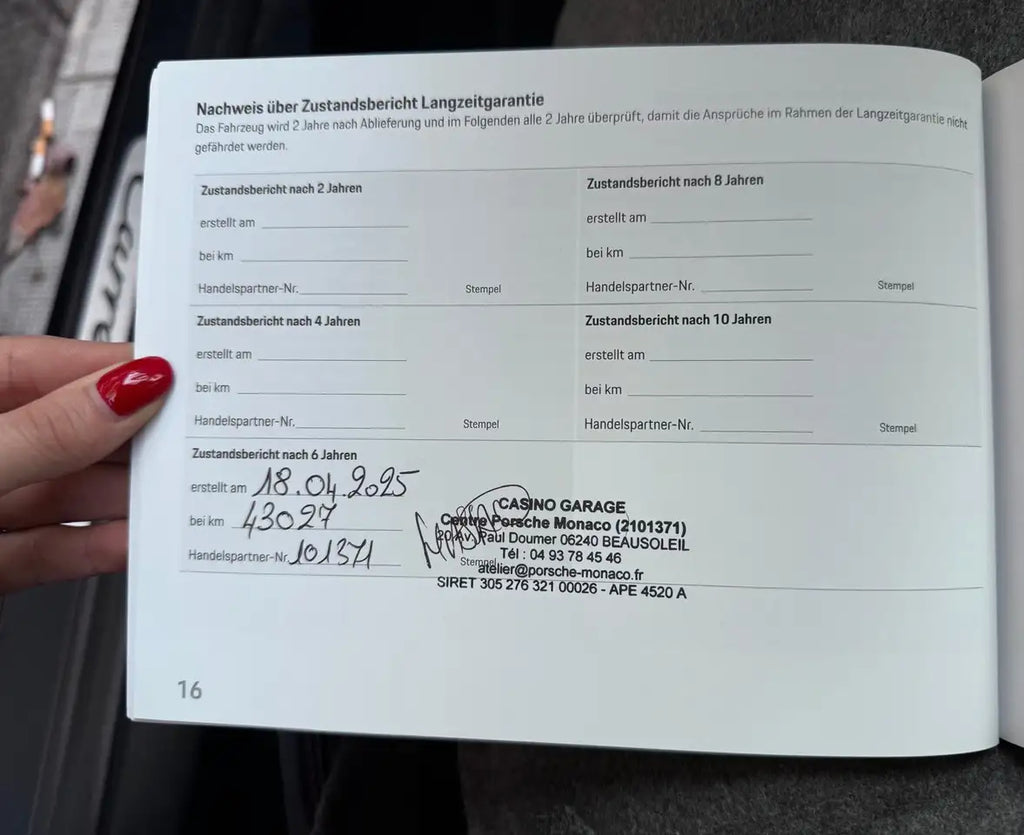 Nachweis über Zustandsbericht Langzeitgarantie
Das Fahrzeug wird 2 Jahre nach Ablieferung und im Folgenden alle 2 Jahre überprüft, damit die Ansprüche im Rahmen der Langzeitgarantie nicht
gefährdet werden.
Zustandsbericht nach 2 Jahren
erstellt am
bei km
Handelspartner-Nr.
Stempel
Zustandsbericht nach 8 Jahren
erstellt am
bei km
Handelspartner-Nr.
Stempel
Zustandsbericht nach 4 Jahren
erstellt am
bei km
Handelspartner-Nr.
Stempel
Zustandsbericht nach 10 Jahren
erstellt am
bei km
Handelspartner-Nr.
Stempel
Zustandsbericht nach 6 Jahren
erstellt am 18.04.2025
bei km 43027
Handelspartner-Nr. 101371
Stempel
CASINO GARAGE
Centre Porsche Monaco (2101371)
20 Av. Paul Doumer 06240 BEAUSOLEIL
Tél : 04 93 78 45 46
atelier@porsche-monaco.fr
SIRET 305 276 321 00026 - APE 4520 A
16